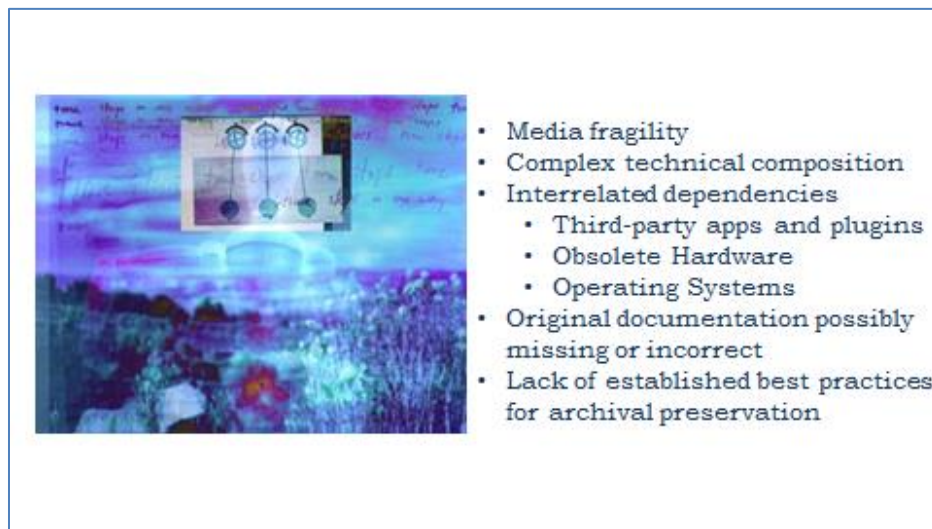 • Media fragility
• Complex technical composition
• Interrelated dependencies
• Third-party apps and plugins
• Obsolete Hardware
• Operating Systems
• Original documentation possibly
missing or incorrect
• Lack of established best practices
for archival preservation